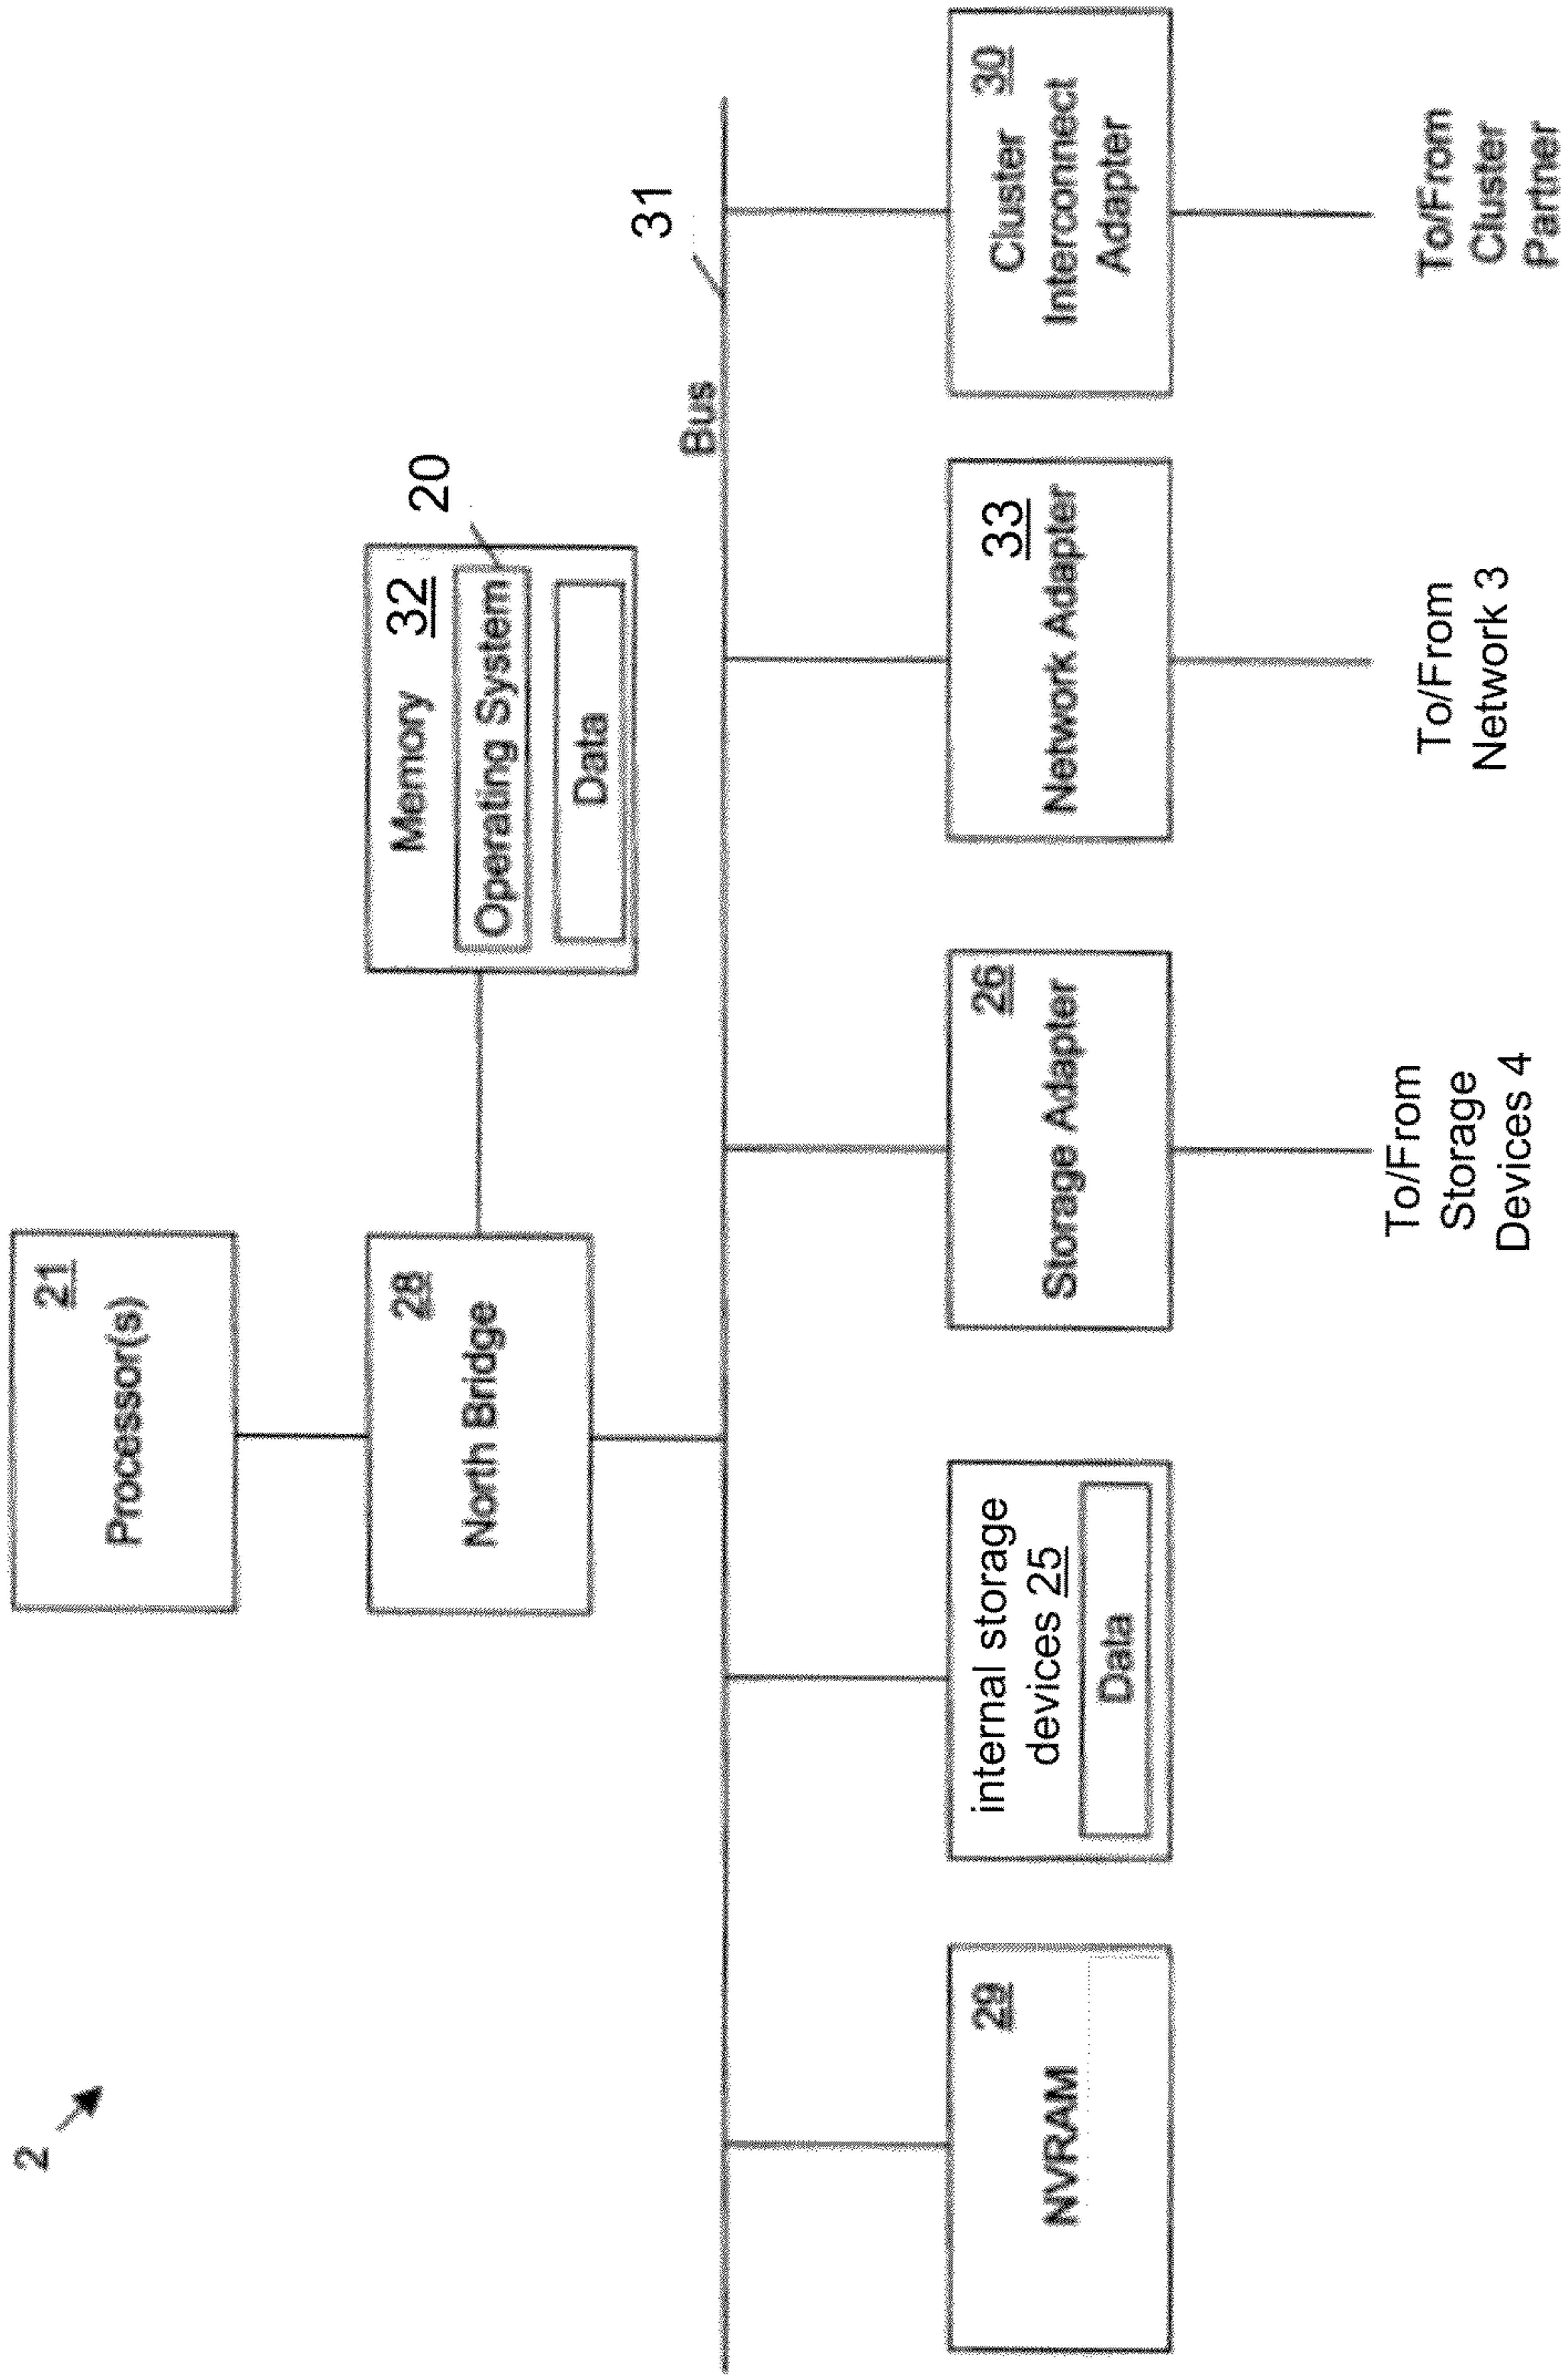 2
21
Processor(s)
28
North Bridge
Memory 32
20
Operating System
Data
31
Bus
29
NVRAM
internal storage
devices 25
Data
26
Storage Adapter
33
Network Adapter
30
Cluster
Interconnect
Adapter
To/From
Storage
Devices 4
To/From
Network 3
To/From
Cluster
Partner